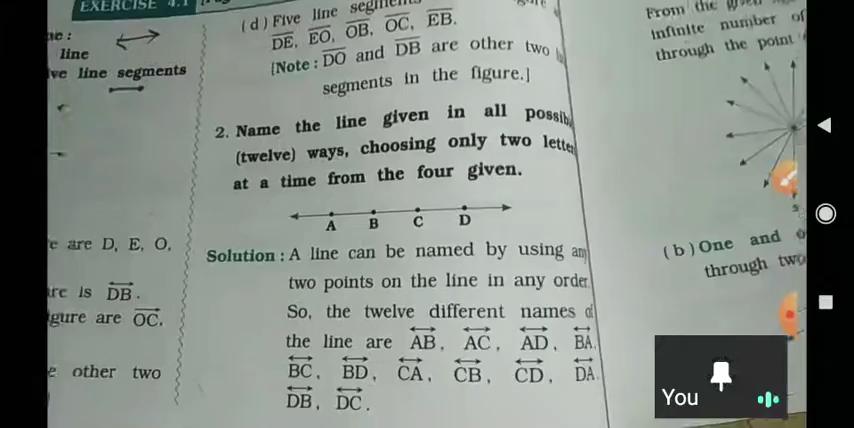 EXERCISE 4.1
line
line segments
e are D, E, O,
is DB.
gure are OC,
other two
(d) Five line
DE, EO, OB, OC, EB.
[Note : DO and DB are other two
segments in the figure.]
2. Name the line given in all
(twelve) ways, choosing only two
at a time from the four given.
A B C D
Solution : A line can be named by using
two points on the line in any order.
So, the twelve different names
the line are AB, AC, AD, BA.
BC, BD, CA, CB, CD, DA.
DB, DC.
From the
infinite number of
through the point
(b) One and
through
You